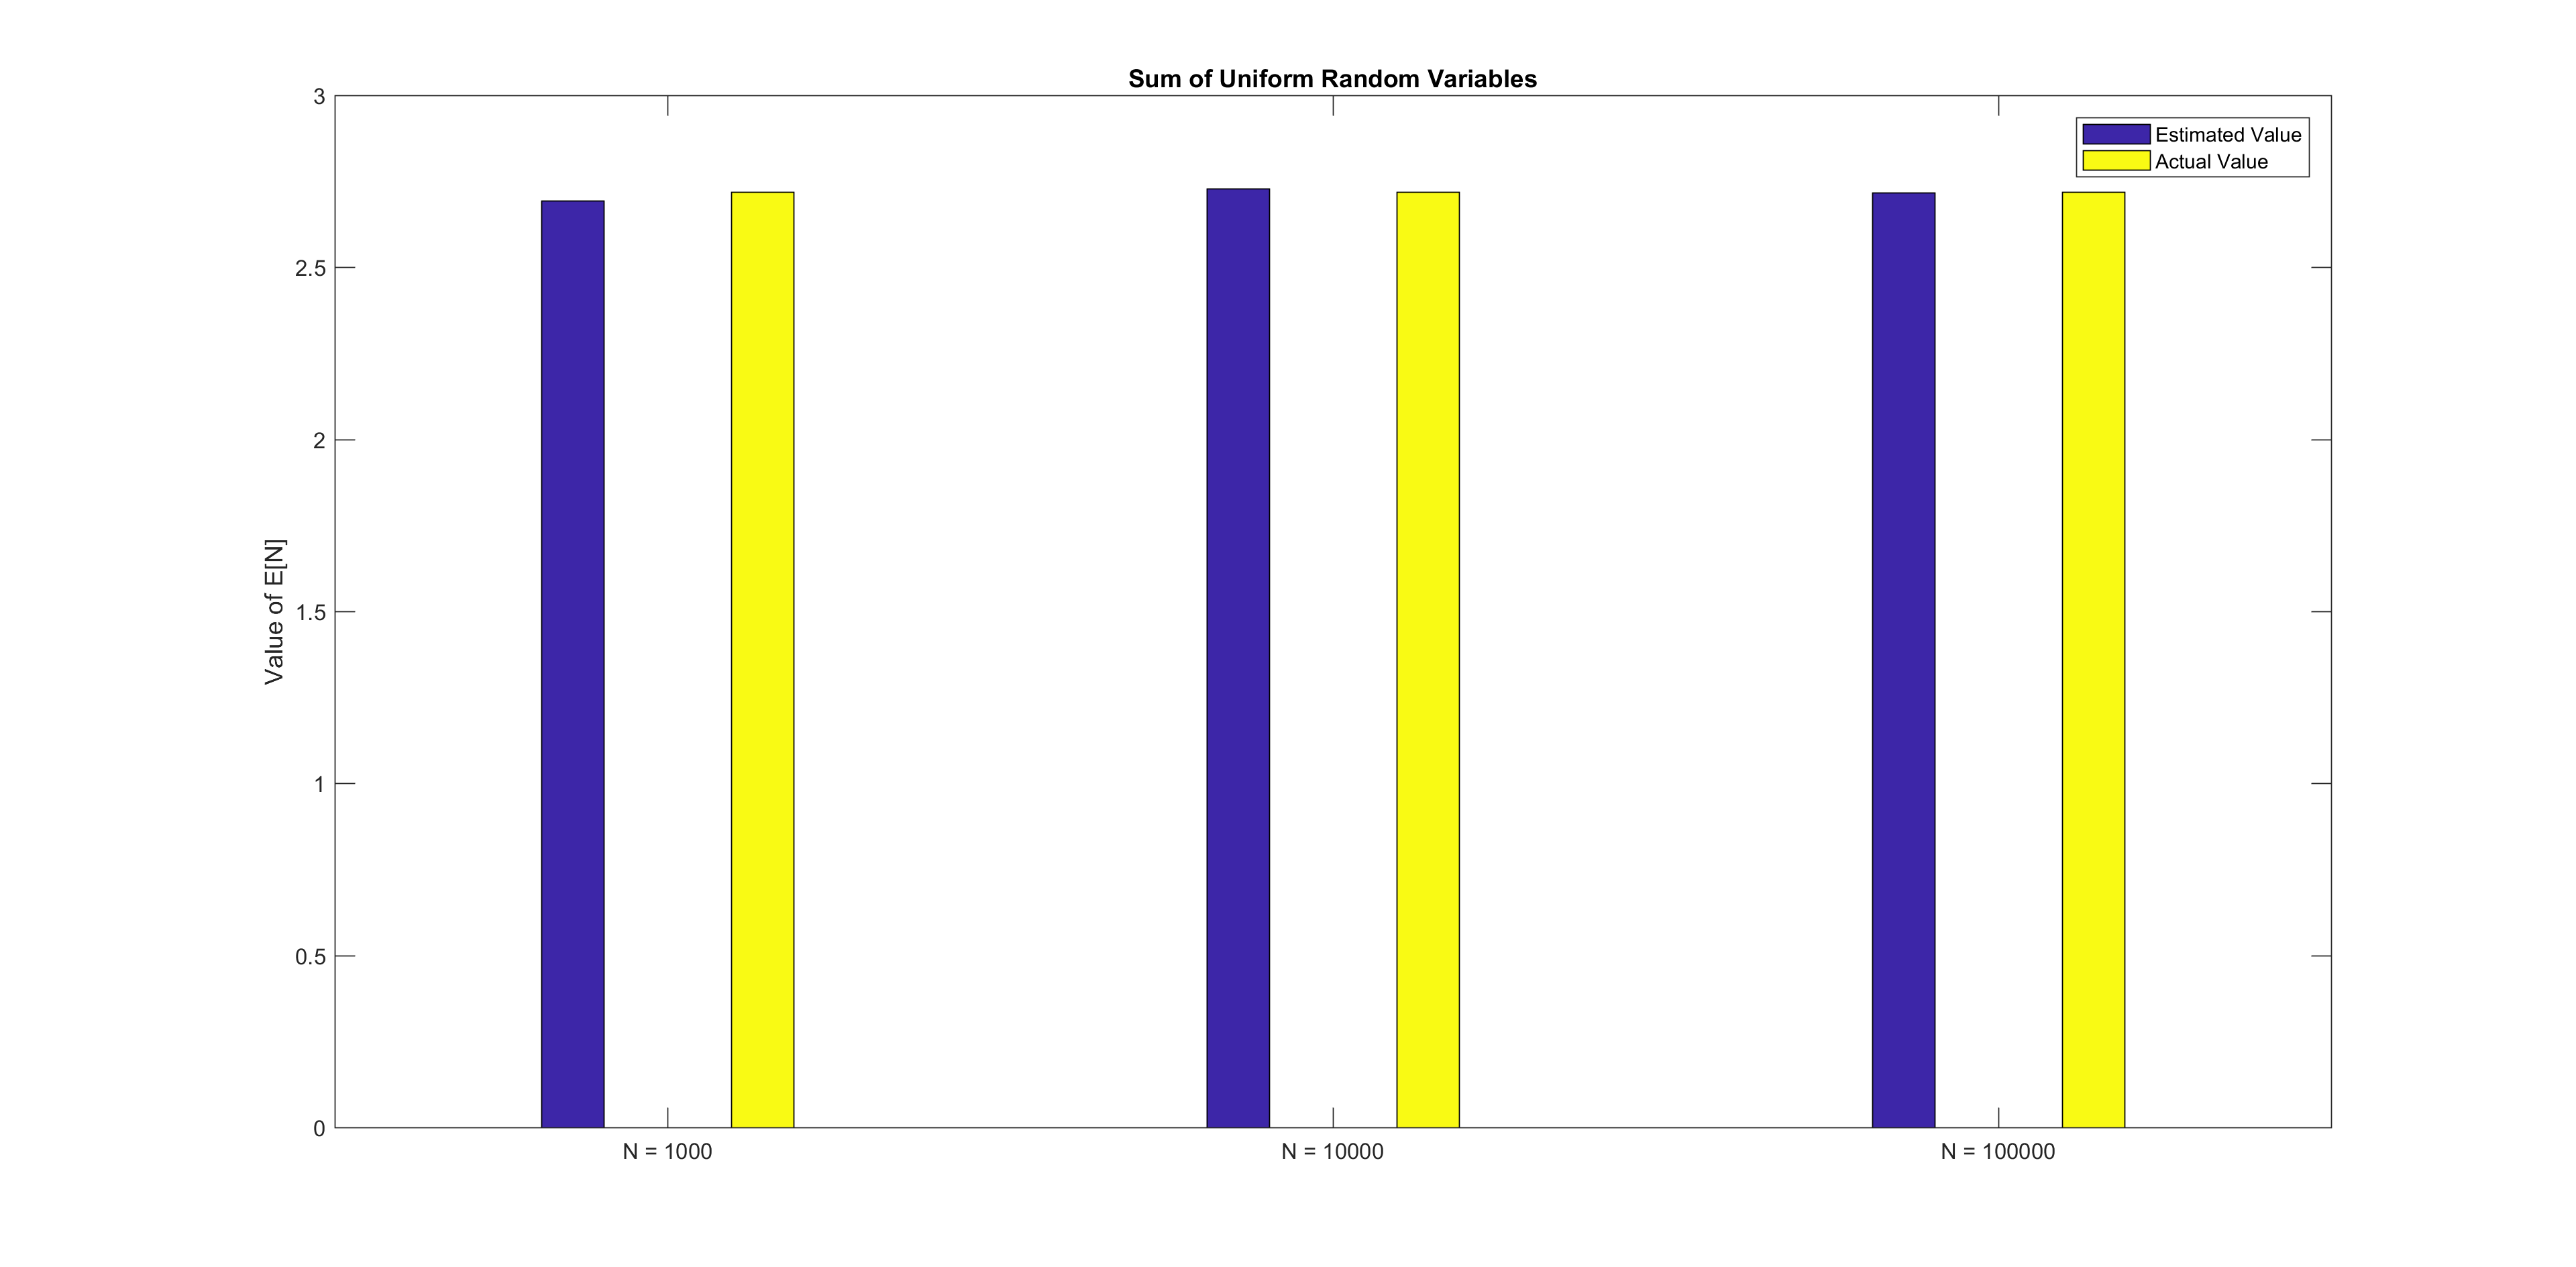 Sum of Uniform Random Variables
Estimated Value
Actual Value
Value of E[N]
3
2.5
2
1.5
1
0.5
0
N = 1000
N = 10000
N = 100000